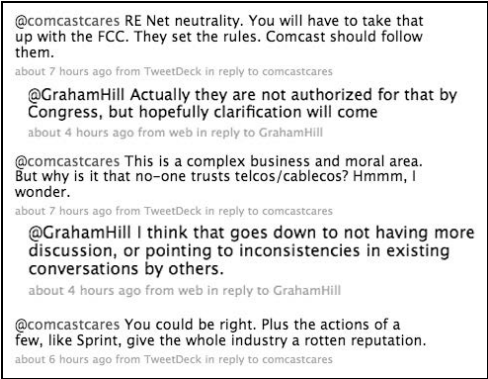 @comcastcares RE Net neutrality. You will have to take that
up with the FCC. They set the rules. Comcast should follow
them.
about 7 hours ago from TweetDeck in reply to comcastcares
@GrahamHill Actually they are not authorized for that by
Congress, but hopefully clarification will come
about 4 hours ago from web in reply to GrahamHill
@comcastcares This is a complex business and moral area.
But why is it that no-one trusts telcos/cablecos? Hmmm, I
wonder.
about 7 hours ago from TweetDeck in reply to comcastcares
@GrahamHill I think that goes down to not having more
discussion, or pointing to inconsistencies in existing
conversations by others.
about 4 hours ago from web in reply to GrahamHill
@comcastcares You could be right. Plus the actions of a
few, like Sprint, give the whole industry a rotten reputation.
about 6 hours ago from TweetDeck in reply to comcastcares